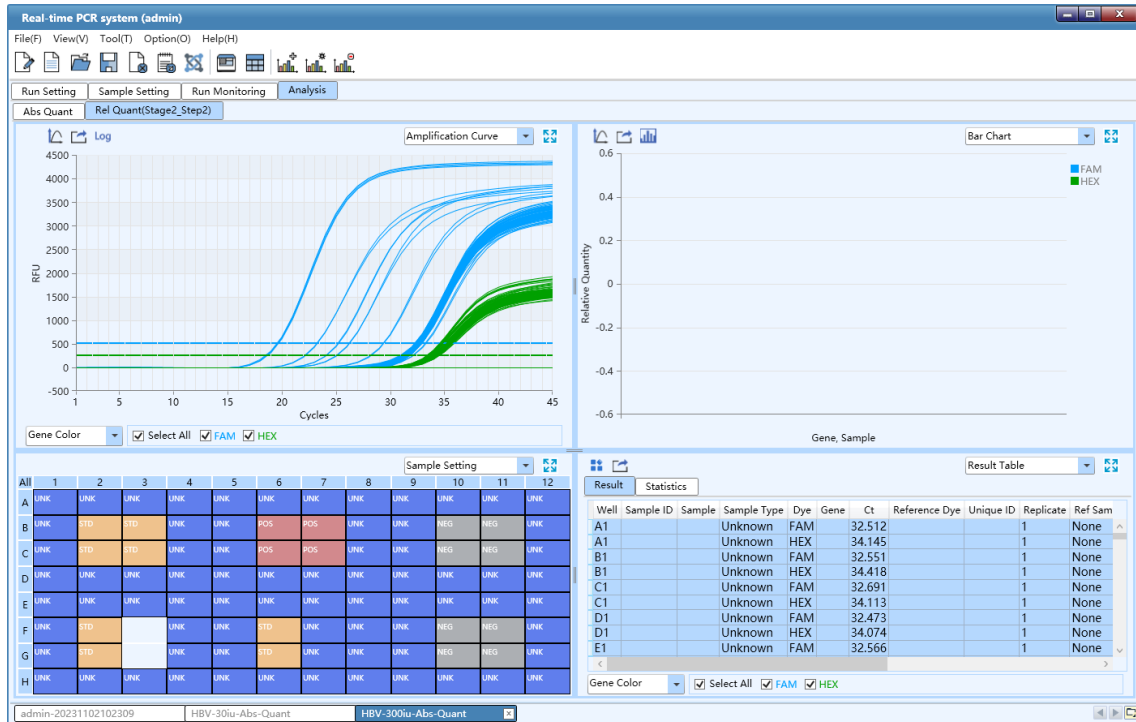 Real-time PCR system (admin)
File(F) View(V) Tool(T) Option(O) Help(H)
Run Setting Sample Setting Run Monitoring Analysis
Abs Quant Rel Quant(Stage2_Step2)
Log Amplification Curve
4500
4000
3500
3000
2500
2000
1500
1000
500
0
-500
RFU
1 5 10 15 20 25 30 35 40 45
Cycles
Gene Color Select All FAM HEX
Bar Chart
FAM
HEX
0.6
0.4
0.2
0
-0.2
-0.4
-0.6
Relative Quantity
Gene, Sample
Sample Setting
All 1 2 3 4 5 6 7 8 9 10 11 12
A UNK UNK UNK UNK UNK UNK UNK UNK UNK UNK UNK UNK
B UNK STD STD UNK UNK POS POS UNK UNK NEG NEG UNK
C UNK STD STD UNK UNK POS POS UNK UNK NEG NEG UNK
D UNK UNK UNK UNK UNK UNK UNK UNK UNK UNK UNK UNK
E UNK UNK UNK UNK UNK UNK UNK UNK UNK UNK UNK UNK
F UNK STD UNK UNK STD UNK UNK UNK NEG NEG UNK
G UNK STD UNK UNK STD UNK UNK UNK NEG NEG UNK
H UNK UNK UNK UNK UNK UNK UNK UNK UNK UNK UNK UNK
Result Table
Result Statistics
Well Sample ID Sample Sample Type Dye Gene Ct Reference Dye Unique ID Replicate Ref Sam
A1 Unknown FAM 32.512 1 None
A1 Unknown HEX 34.145 1 None
B1 Unknown FAM 32.551 1 None
B1 Unknown HEX 34.418 1 None
C1 Unknown FAM 32.691 1 None
C1 Unknown HEX 34.113 1 None
D1 Unknown FAM 32.473 1 None
D1 Unknown HEX 34.074 1 None
E1 Unknown FAM 32.566 1 None
Gene Color Select All FAM HEX
admin-20231102102309 HBV-30iu-Abs-Quant HBV-300iu-Abs-Quant